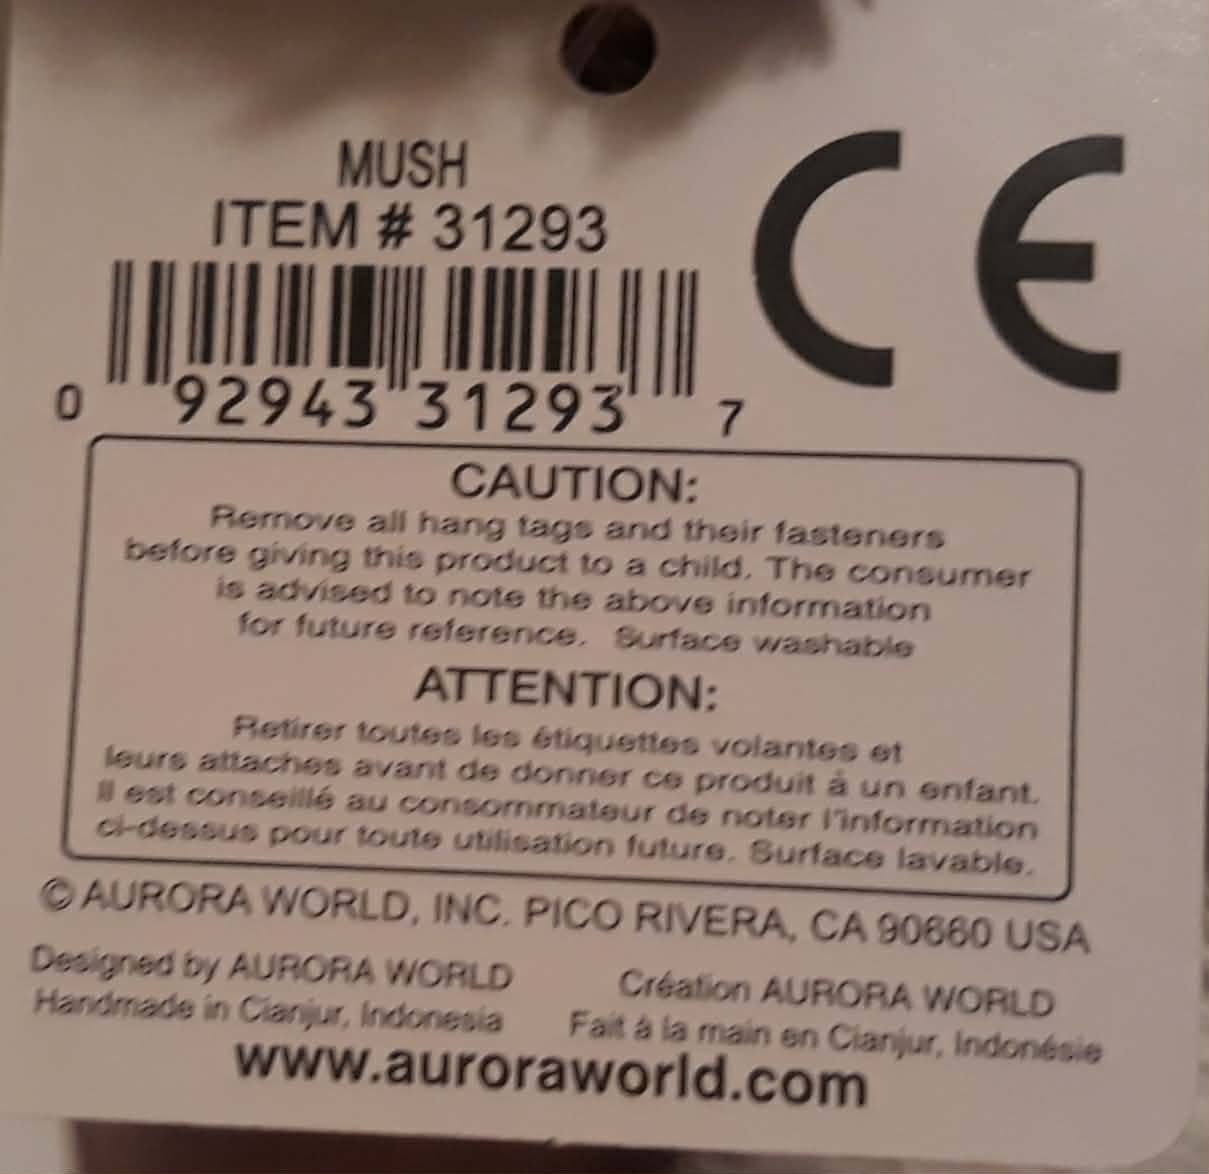 MUSH
ITEM # 31293
CE
0 92943 31293 7
CAUTION:
Remove all hang tags and their fasteners
before giving this product to a child. The consumer
is advised to note the above information
for future reference. Surface washable
ATTENTION:
Retirer toutes les étiquettes volantes et
leurs attaches avant de donner ce produit à un enfant.
Il est conseillé au consommateur de noter l'information
ci-dessus pour toute utilisation future. Surface lavable.
© AURORA WORLD, INC. PICO RIVERA, CA 90660 USA
Designed by AURORA WORLD
Handmade in Cianjur, Indonesia
Création AURORA WORLD
Fait à la main en Cianjur, Indonésie
www.auroraworld.com